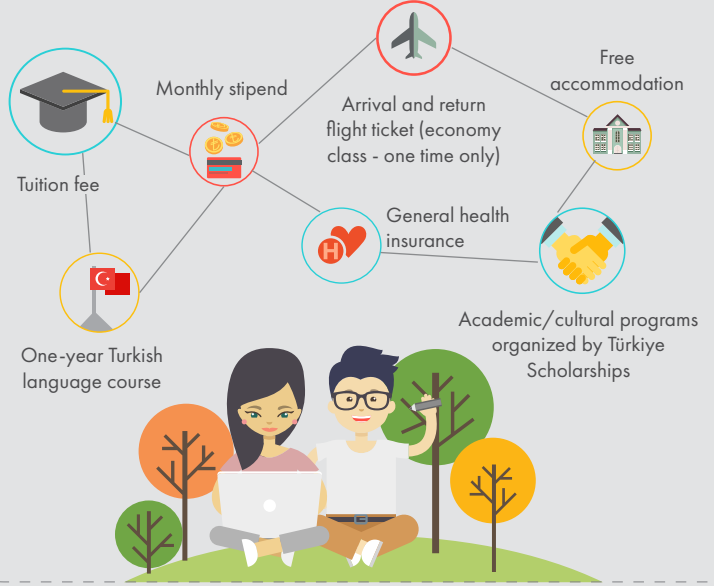 Monthly stipend
Free
accommodation
Arrival and return
flight ticket (economy
class - one time only)
Tuition fee
General health
insurance
H
Academic/cultural programs
organized by Türkiye
Scholarships
One-year Turkish
language course